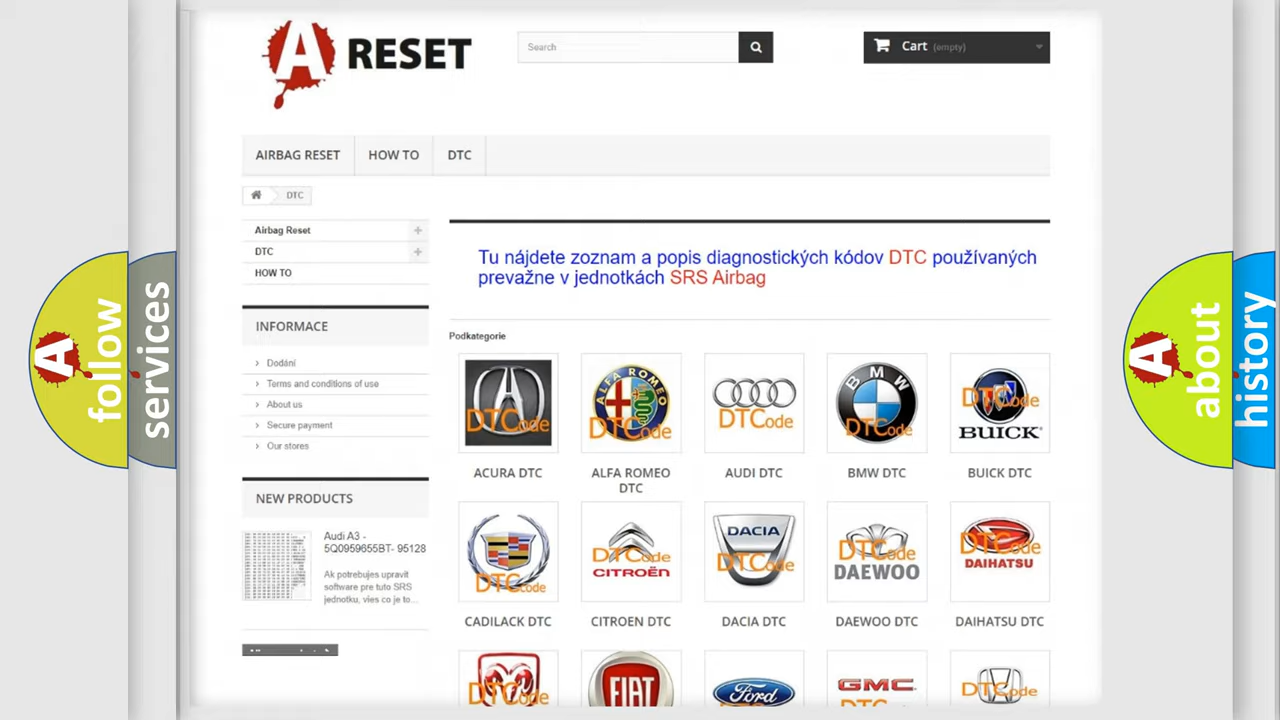 A RESET
Search
Cart (empty)
AIRBAG RESET
HOW TO
DTC
DTC
Airbag Reset
DTC
HOW TO
INFORMACE
Dodání
Terms and conditions of use
About us
Secure payment
Our stores
NEW PRODUCTS
Audi A3 -
5Q0959655BT- 95128
Ak potrebujes upravit
software pre tuto SRS
jednotku, vies co je to...
Tu nájdete zoznam a popis diagnostických kódov DTC používaných
prevažne v jednotkách SRS Airbag
Podkategorie
DTCode
ALFA ROMEO
DTCode
DTCode
BMW
DTCode
DTCode
BUICK
ACURA DTC
ALFA ROMEO
DTC
AUDI DTC
BMW DTC
BUICK DTC
DTCode
DTCode
CITROËN
DACIA
DTCode
DTCode
DAEWOO
DTCode
DAIHATSU
CADILACK DTC
CITROEN DTC
DACIA DTC
DAEWOO DTC
DAIHATSU DTC
DTCode
FIAT
Ford
GMC
DTCode
A
follow
services
A
about
history